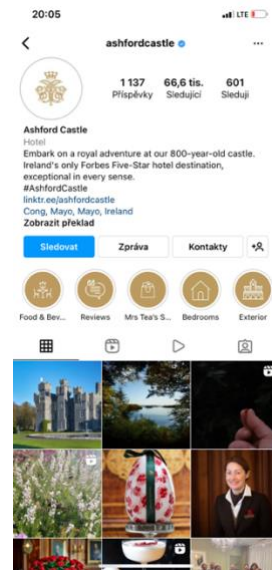 20:05
LTE
ashfordcastle
1 137
66,6 tis.
601
Příspěvky
Sledující
Sleduji
Ashford Castle
Hotel
Embark on a royal adventure at our 800-year-old castle.
Ireland's only Forbes Five-Star hotel destination,
exceptional in every sense.
#AshfordCastle
linktr.ee/ashfordcastle
Cong, Mayo, Mayo, Ireland
Zobrazit překlad
Sledovat
Zpráva
Kontakty
Food & Bev...
Reviews
Mrs Tea's S...
Bedrooms
Exterior